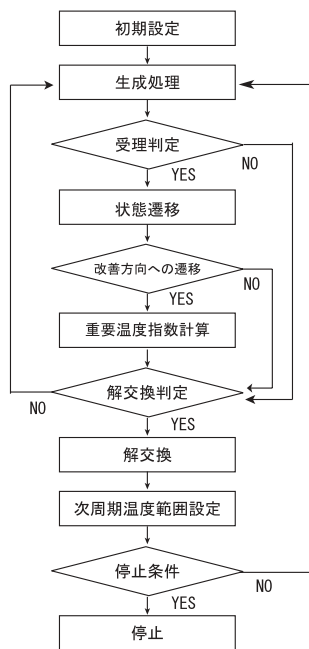 初期設定
生成処理
受理判定
NO
YES
状態遷移
改善方向への遷移
NO
YES
重要温度指数計算
解交換判定
NO
YES
解交換
次周期温度範囲設定
停止条件
NO
YES
停止